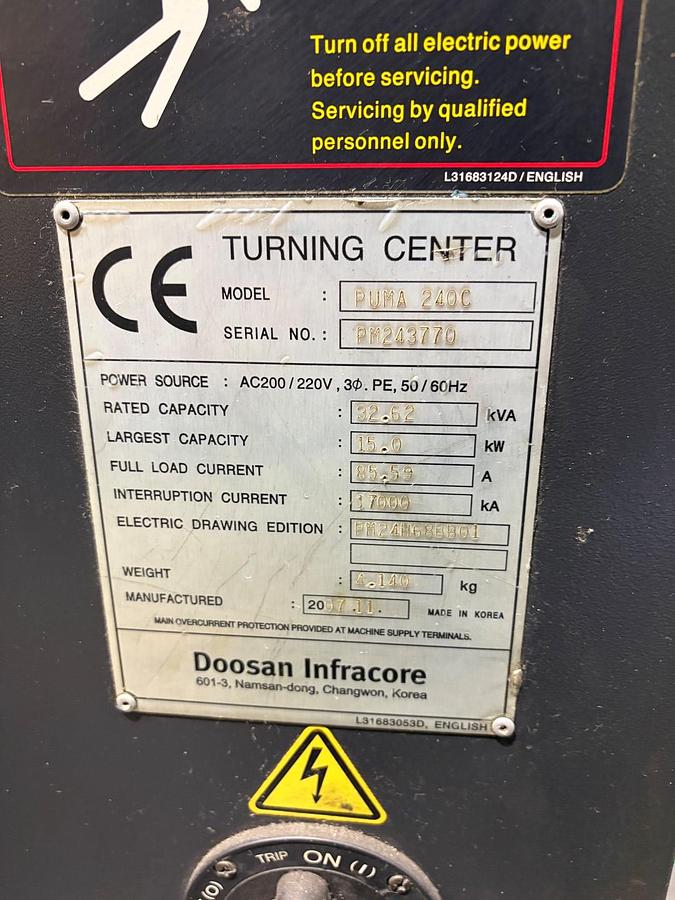 Turn off all electric power
before servicing.
Servicing by qualified
personnel only.
L31683124D / ENGLISH
CE TURNING CENTER
MODEL : PUMA 240C
SERIAL NO. : PM243770
POWER SOURCE : AC200 / 220V , 3Ø. PE, 50 / 60Hz
RATED CAPACITY : 32.62 kVA
LARGEST CAPACITY : 15.0 kW
FULL LOAD CURRENT : 85.59 A
INTERRUPTION CURRENT : 17000 kA
ELECTRIC DRAWING EDITION :
WEIGHT : 4.140 kg
MANUFACTURED : 2007.11. MADE IN KOREA
MAIN OVERCURRENT PROTECTION PROVIDED AT MACHINE SUPPLY TERMINALS.
Doosan Infracore
601-3, Namsan-dong, Changwon, Korea
L31683053D, ENGLISH
TRIP ON (I)
(O)